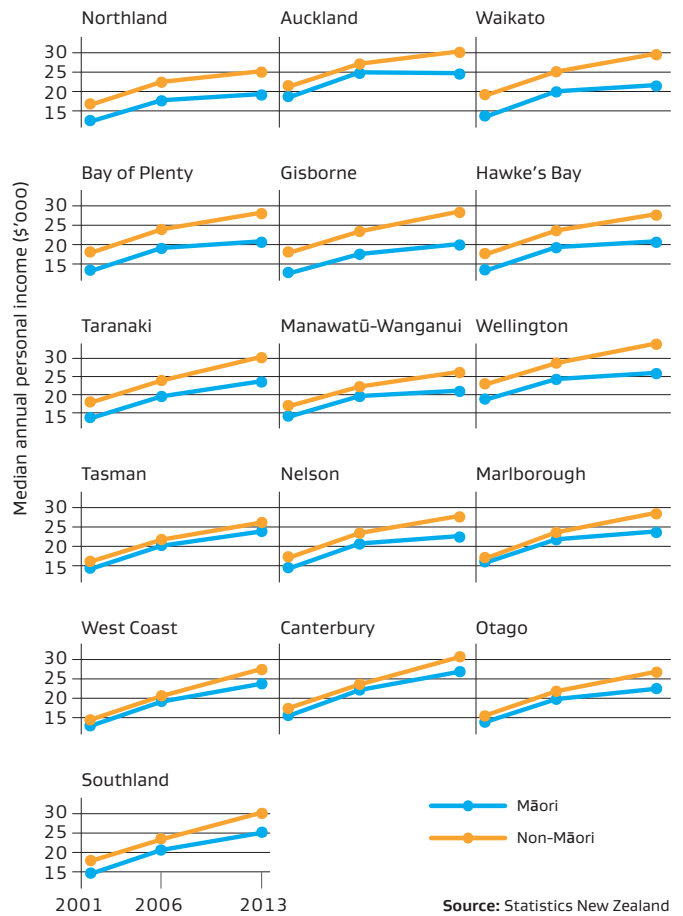 Northland Auckland Waikato
30
25
20
15
Bay of Plenty Gisborne Hawke's Bay
30
25
20
15
Taranaki Manawatū-Wanganui Wellington
30
25
20
15
Median annual personal income ($'000)
Tasman Nelson Marlborough
30
25
20
15
West Coast Canterbury Otago
30
25
20
15
Southland
30
25
20
15
2001 2006 2013
Māori
Non-Māori
Source: Statistics New Zealand